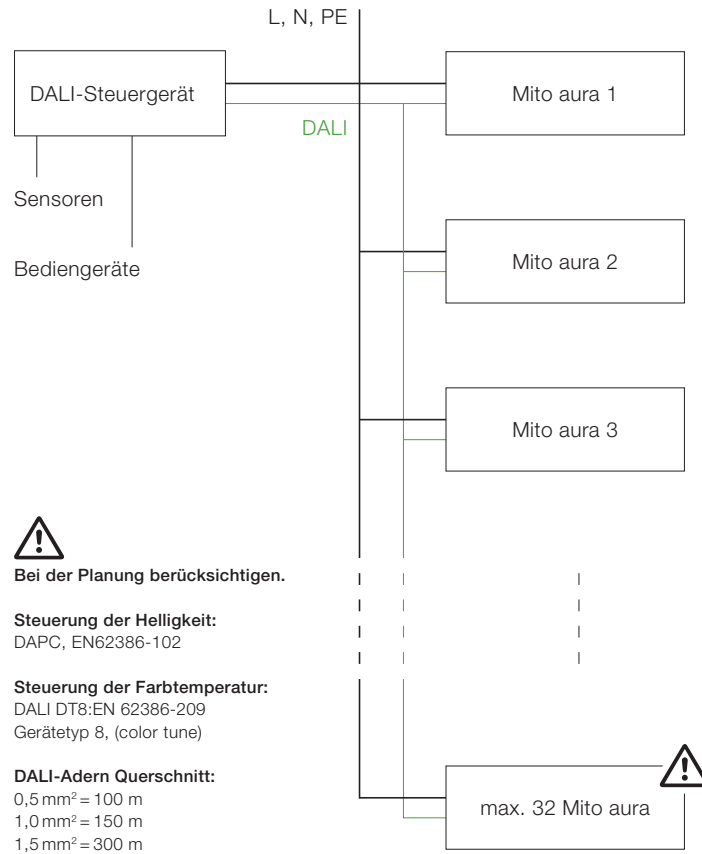 L, N, PE
DALI-Steuergerät
Mito aura 1
DALI
Sensoren
Bediengeräte
Mito aura 2
Mito aura 3
Bei der Planung berücksichtigen.
Steuerung der Helligkeit:
DAPC, EN62386-102
Steuerung der Farbtemperatur:
DALI DT8:EN 62386-209
Gerätetyp 8, (color tune)
DALI-Adern Querschnitt:
0,5 mm² = 100 m
1,0 mm² = 150 m
1,5 mm² = 300 m
max. 32 Mito aura